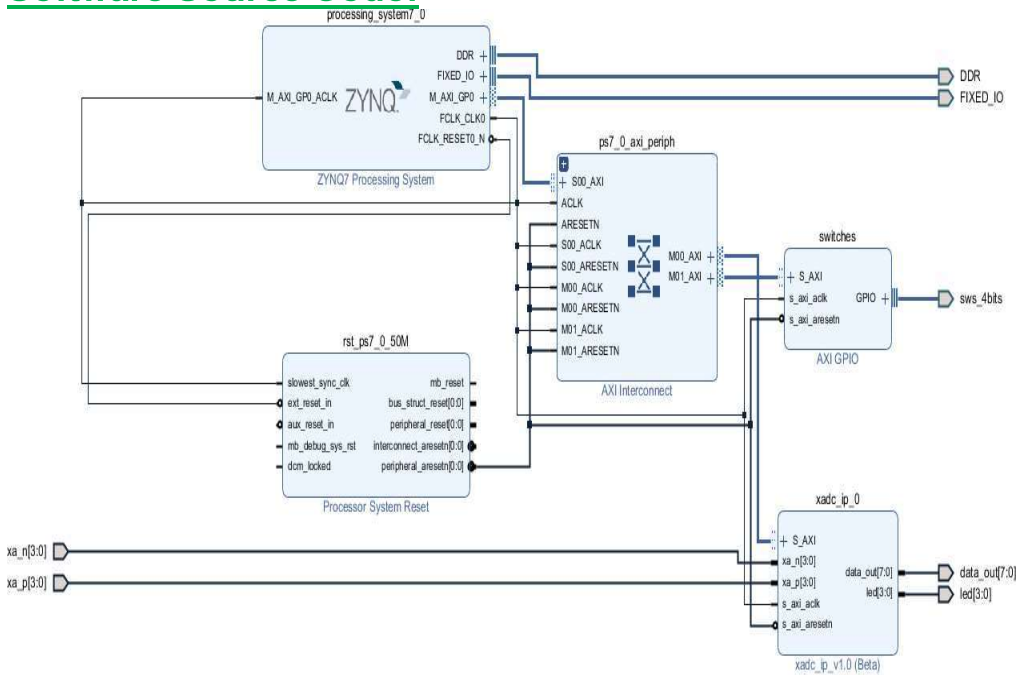 Software Source Code:
processing_system7_0
DDR
FIXED_IO
M_AXI_GP0_ACLK
ZYNQ
M_AXI_GP0
FCLK_CLK0
FCLK_RESET0_N
ZYNQ7 Processing System
DDR
FIXED_IO
ps7_0_axi_periph
S00_AXI
ACLK
ARESETN
S00_ACLK
S00_ARESETN
M00_ACLK
M00_ARESETN
M01_ACLK
M01_ARESETN
M00_AXI
M01_AXI
AXI Interconnect
switches
S_AXI
s_axi_aclk
s_axi_aresetn
GPIO
AXI GPIO
sws_4bits
rst_ps7_0_50M
slowest_sync_clk
ext_reset_in
aux_reset_in
mb_debug_sys_rst
dcm_locked
mb_reset
bus_struct_reset[0:0]
peripheral_reset[0:0]
interconnect_aresetn[0:0]
peripheral_aresetn[0:0]
Processor System Reset
xa_n[3:0]
xa_p[3:0]
xadc_ip_0
S_AXI
xa_n[3:0]
xa_p[3:0]
s_axi_aclk
s_axi_aresetn
data_out[7:0]
led[3:0]
xadc_ip_v1.0 (Beta)
data_out[7:0]
led[3:0]